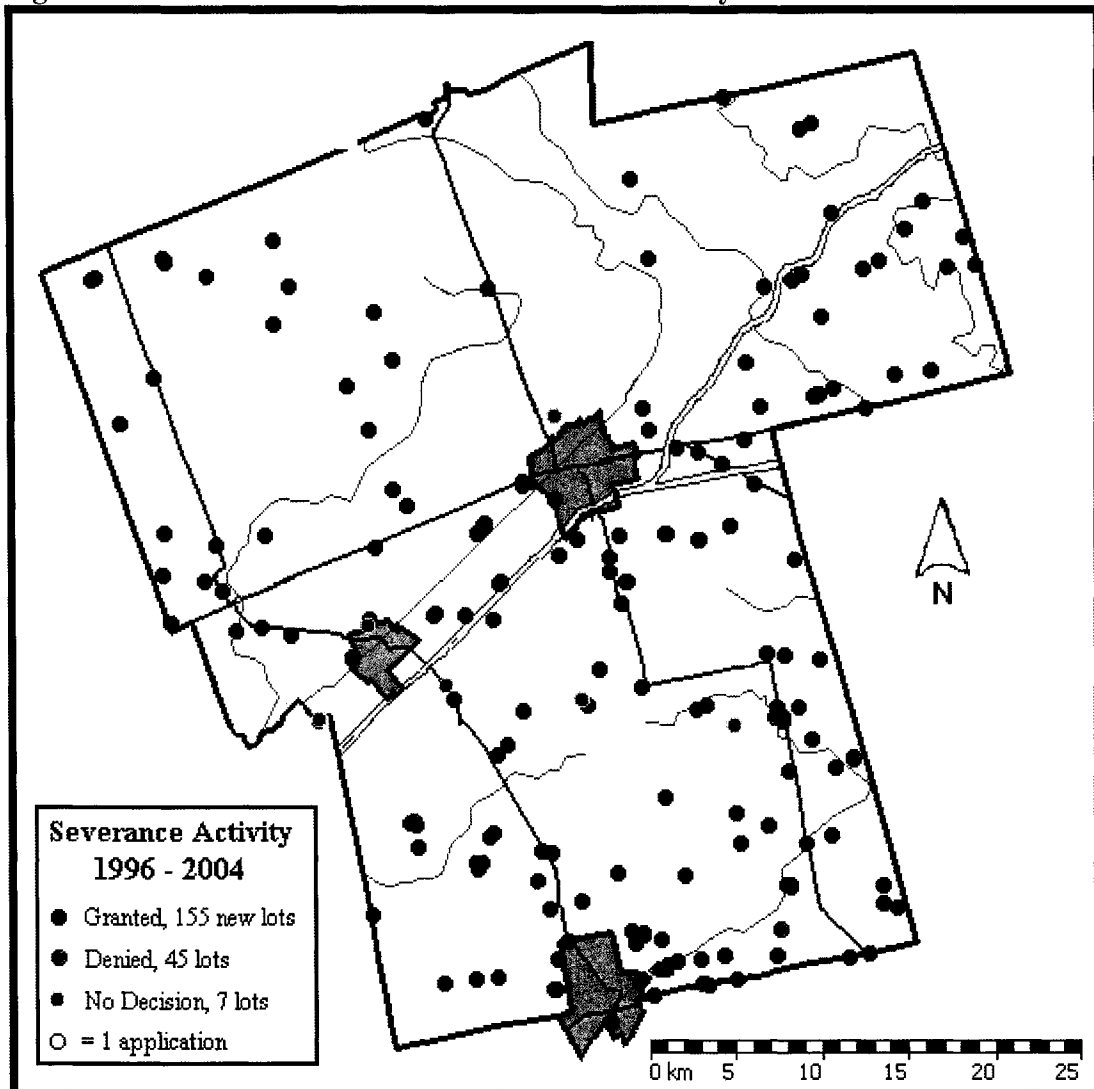 N
Severance Activity
1996 - 2004
Granted, 155 new lots
Denied, 45 lots
No Decision, 7 lots
= 1 application
0 km 5 10 15 20 25